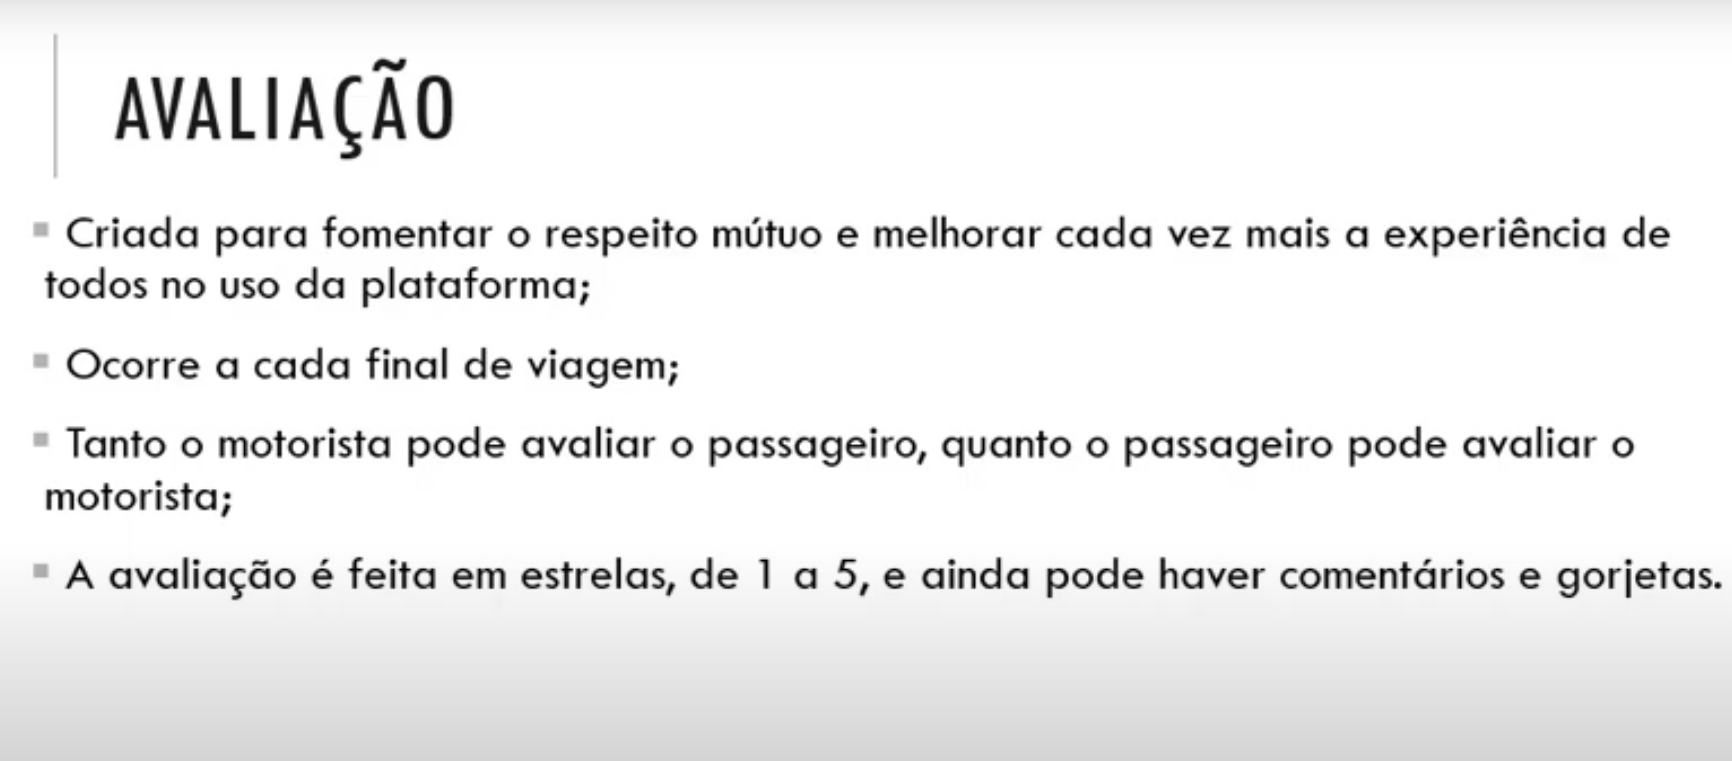 AVALIAÇÃO
Criada para fomentar o respeito mútuo e melhorar cada vez mais a experiência de
todos no uso da plataforma;
Ocorre a cada final de viagem;
Tanto o motorista pode avaliar o passageiro, quanto o passageiro pode avaliar o
motorista;
A avaliação é feita em estrelas, de 1 a 5, e ainda pode haver comentários e gorjetas.